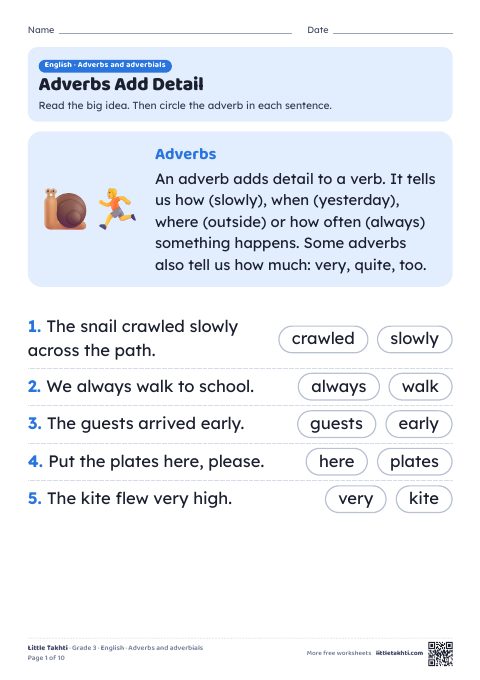 Name Date
English · Adverbs and adverbials
Adverbs Add Detail
Read the big idea. Then circle the adverb in each sentence.
Adverbs
An adverb adds detail to a verb. It tells
us how (slowly), when (yesterday),
where (outside) or how often (always)
something happens. Some adverbs
also tell us how much: very, quite, too.
1. The snail crawled slowly
across the path.
crawled slowly
2. We always walk to school. always walk
3. The guests arrived early. guests early
4. Put the plates here, please. here plates
5. The kite flew very high. very kite
Little Takhti · Grade 3 · English · Adverbs and adverbials
Page 1 of 10
More free worksheets littletakhti.com